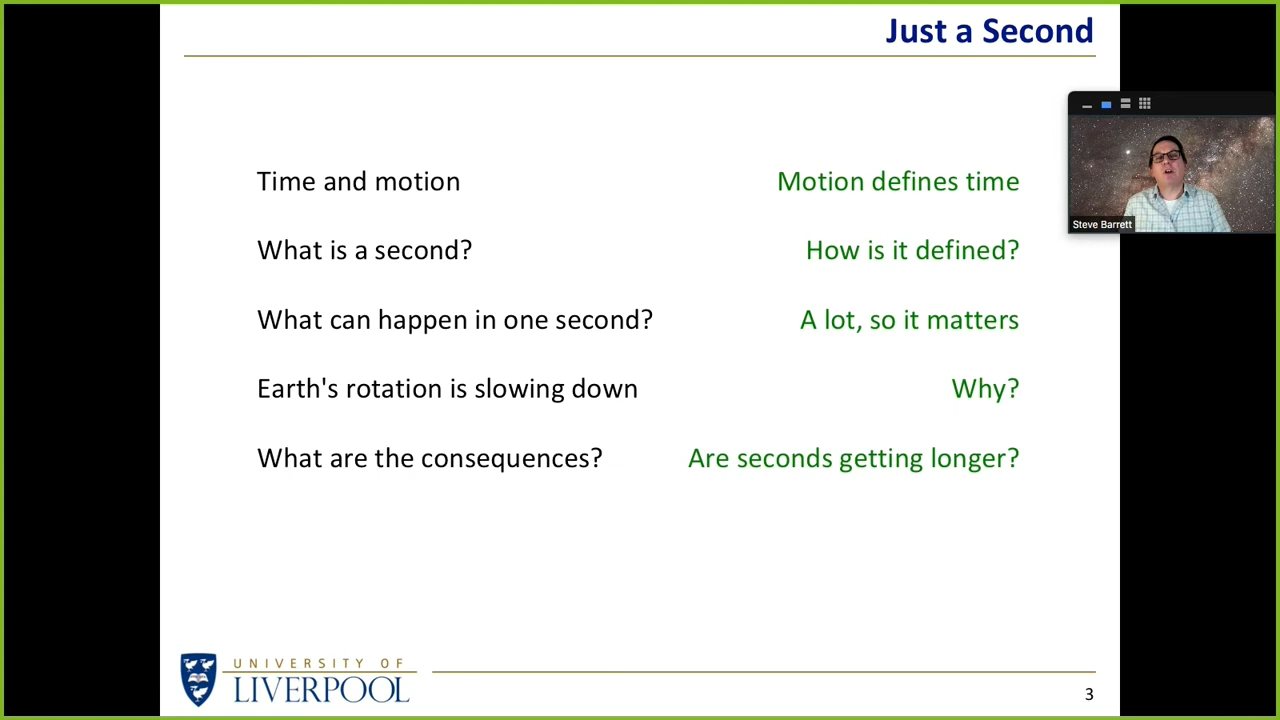 Just a Second
Time and motion Motion defines time
What is a second? How is it defined?
What can happen in one second? A lot, so it matters
Earth's rotation is slowing down Why?
What are the consequences? Are seconds getting longer?
Steve Barrett
UNIVERSITY OF
LIVERPOOL
3